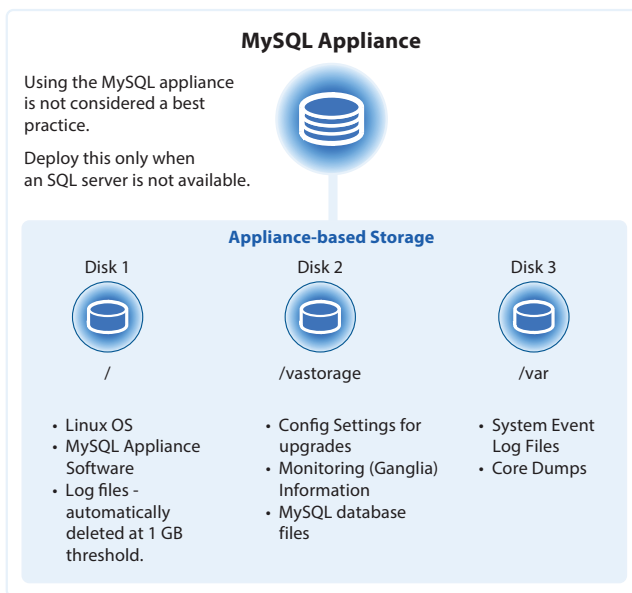 MySQL Appliance
Using the MySQL appliance
is not considered a best
practice.
Deploy this only when
an SQL server is not available.
Appliance-based Storage
Disk 1
/
• Linux OS
• MySQL Appliance
Software
• Log files -
automatically
deleted at 1 GB
threshold.
Disk 2
/vastorage
• Config Settings for
upgrades
• Monitoring (Ganglia)
Information
• MySQL database
files
Disk 3
/var
• System Event
Log Files
• Core Dumps